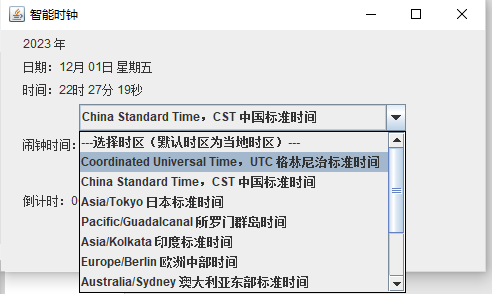 智能时钟
2023 年
日期: 12月 01日 星期五
时间: 22时 27分 19秒
China Standard Time，CST 中国标准时间
闹钟时间:
---选择时区（默认时区为当地时区）---
Coordinated Universal Time，UTC 格林尼治标准时间
China Standard Time，CST 中国标准时间
Asia/Tokyo 日本标准时间
倒计时: 0
Pacific/Guadalcanal 所罗门群岛时间
Asia/Kolkata 印度标准时间
Europe/Berlin 欧洲中部时间
Australia/Sydney 澳大利亚东部标准时间